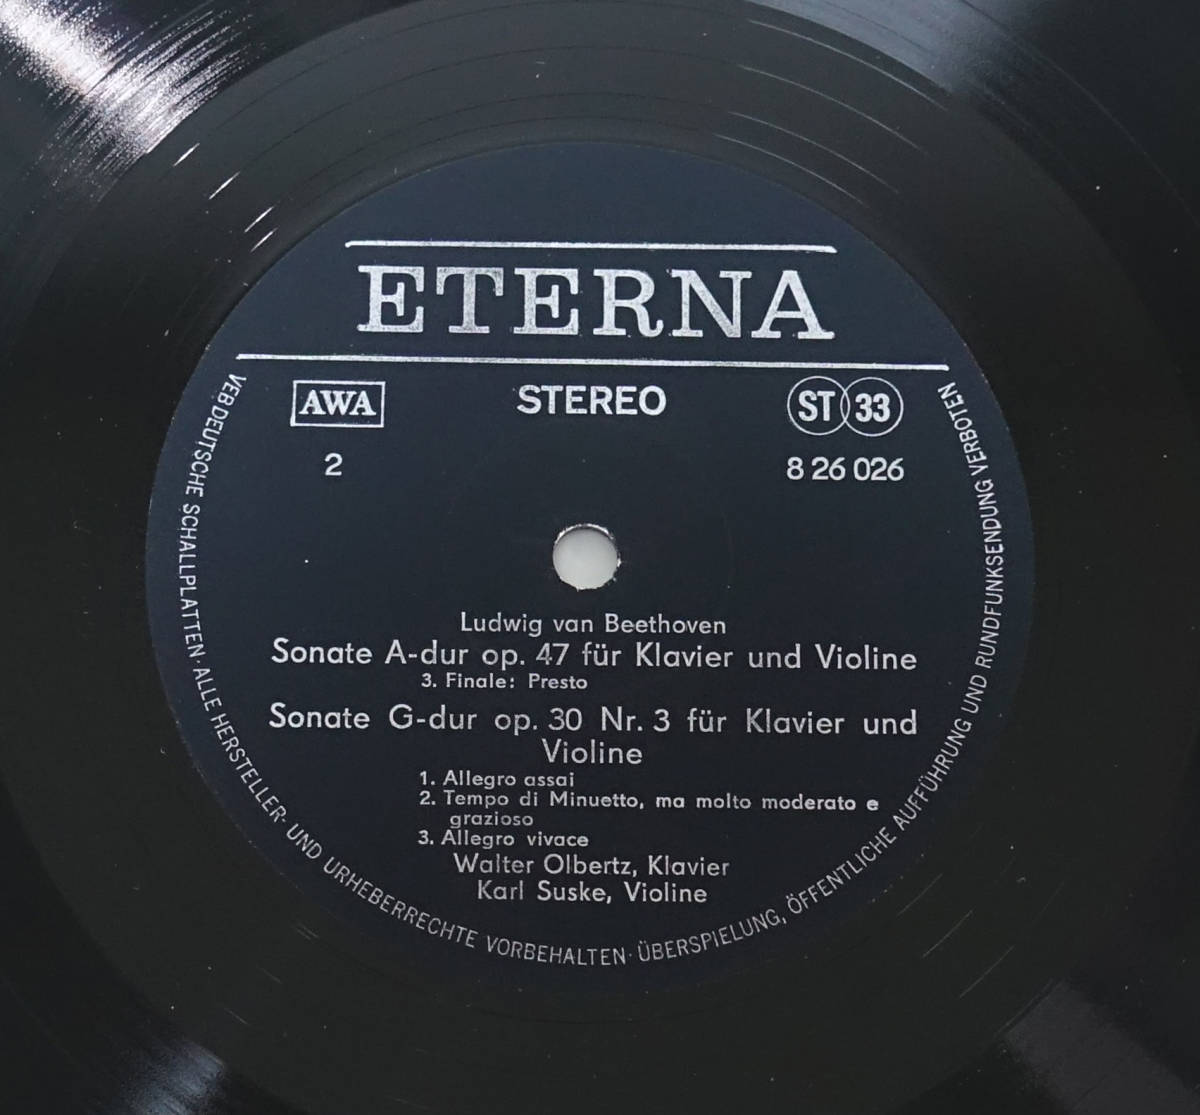 ETERNA
AWA
STEREO
ST 33
2
8 26 026
Ludwig van Beethoven
Sonate A-dur op. 47 für Klavier und Violine
3. Finale: Presto
Sonate G-dur op. 30 Nr. 3 für Klavier und
Violine
1. Allegro assai
2. Tempo di Minuetto, ma molto moderato e
grazioso
3. Allegro vivace
Walter Olbertz, Klavier
Karl Suske, Violine
VEB DEUTSCHE SCHALLPLATTEN · ALLE HERSTELLER- UND URHEBERRECHTE VORBEHALTEN · ÜBERSPIELUNG, ÖFFENTLICHE AUFFÜHRUNG UND RUNDFUNKSENDUNG VERBOTEN